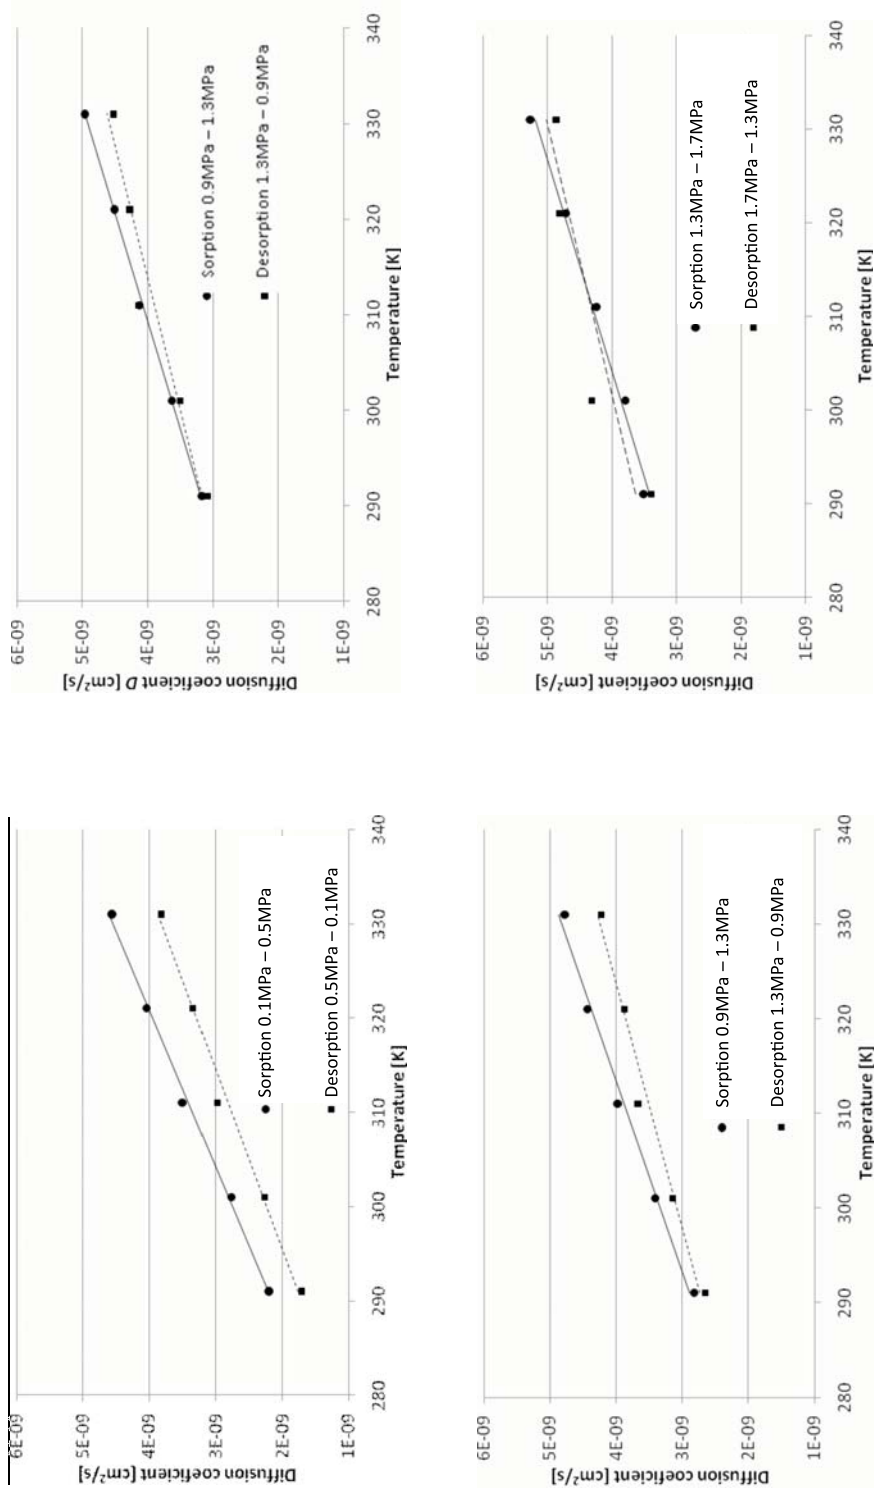 Diffusion coeficient [cm²/s]
6E-09
5E-09
4E-09
3E-09
2E-09
1E-09
Sorption 0.1MPa – 0.5MPa
Desorption 0.5MPa – 0.1MPa
280 290 300 310 320 330 340
Temperature [K]
Diffusion coeficient D [cm²/s]
6E-09
5E-09
4E-09
3E-09
2E-09
1E-09
Sorption 0.9MPa – 1.3MPa
Desorption 1.3MPa – 0.9MPa
280 290 300 310 320 330 340
Temperature [K]
Diffusion coeficient [cm²/s]
6E-09
5E-09
4E-09
3E-09
2E-09
1E-09
Sorption 0.9MPa – 1.3MPa
Desorption 1.3MPa – 0.9MPa
280 290 300 310 320 330 340
Temperature [K]
Diffusion coeficient [cm²/s]
6E-09
5E-09
4E-09
3E-09
2E-09
1E-09
Sorption 1.3MPa – 1.7MPa
Desorption 1.7MPa – 1.3MPa
280 290 300 310 320 330 340
Temperature [K]